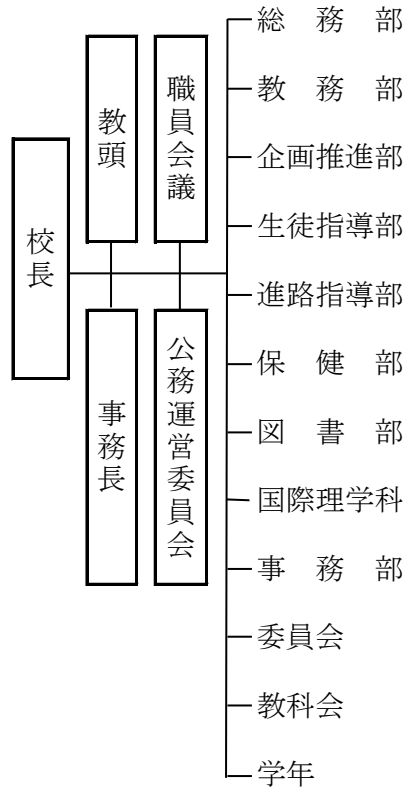 校長
教頭
事務長
職員会議
公務運営委員会
総　務　部
教　務　部
企画推進部
生徒指導部
進路指導部
保　健　部
図　書　部
国際理学科
事　務　部
委員会
教科会
学年